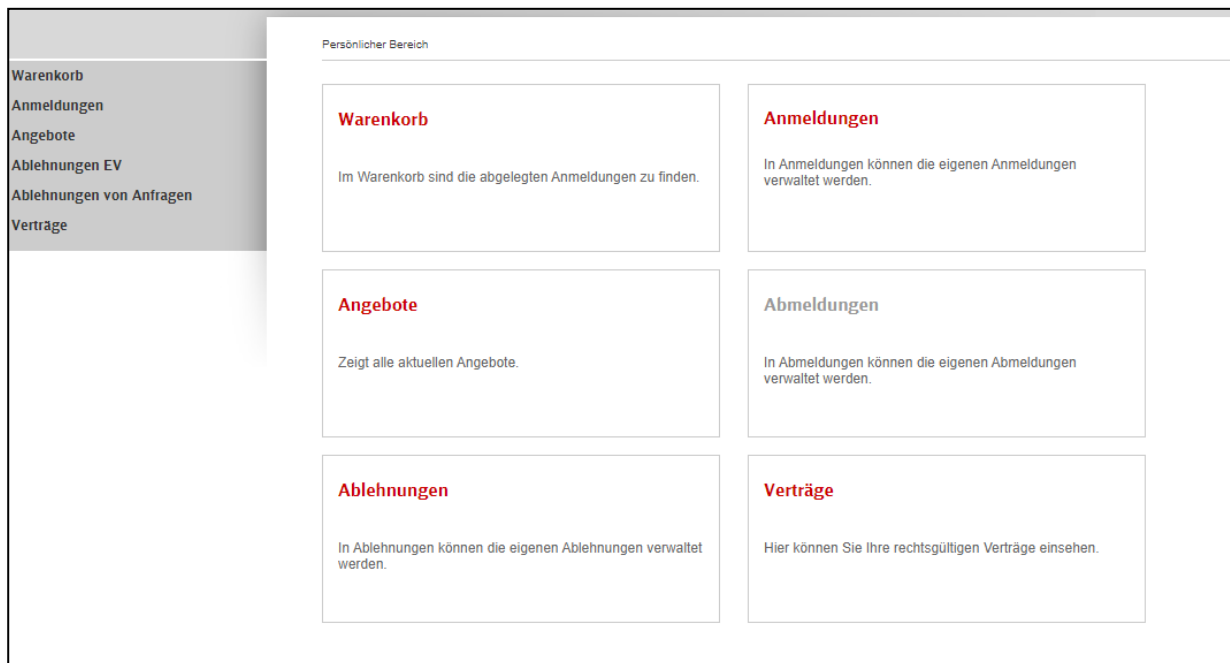 Persönlicher Bereich
Warenkorb
Anmeldungen
Angebote
Ablehnungen EV
Ablehnungen von Anfragen
Verträge
Warenkorb
Im Warenkorb sind die abgelegten Anmeldungen zu finden.
Anmeldungen
In Anmeldungen können die eigenen Anmeldungen
verwaltet werden.
Angebote
Zeigt alle aktuellen Angebote.
Abmeldungen
In Abmeldungen können die eigenen Abmeldungen
verwaltet werden.
Ablehnungen
In Ablehnungen können die eigenen Ablehnungen verwaltet
werden.
Verträge
Hier können Sie Ihre rechtsgültigen Verträge einsehen.